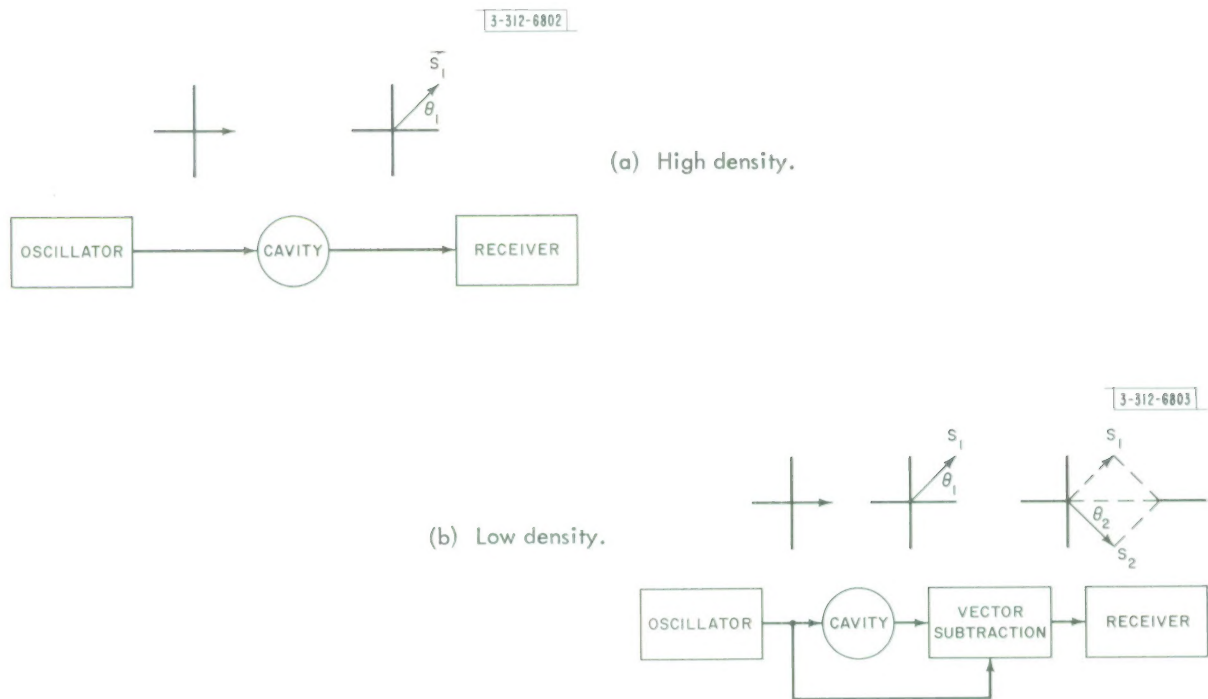 3-312-6802
S̄₁
θ₁
(a) High density.
OSCILLATOR
CAVITY
RECEIVER
3-312-6803
S₁
θ₁
S₁
θ₂
S₂
(b) Low density.
OSCILLATOR
CAVITY
VECTOR
SUBTRACTION
RECEIVER